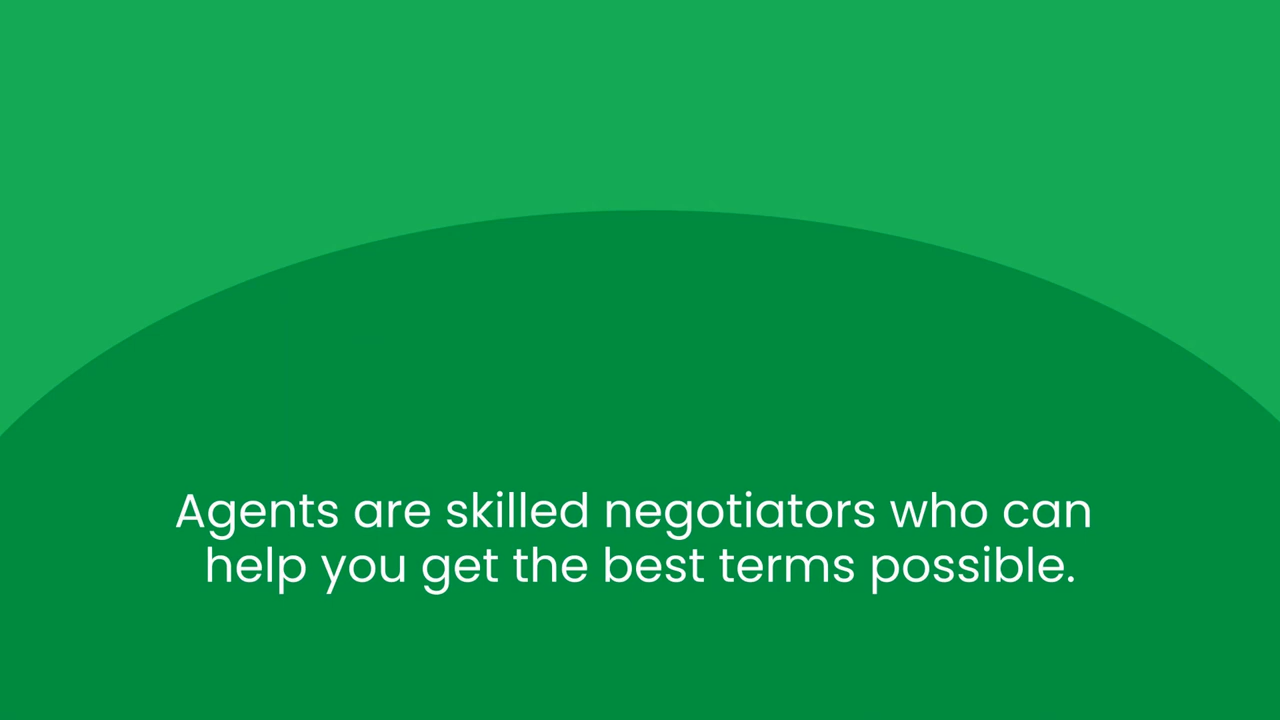 Agents are skilled negotiators who can
help you get the best terms possible.